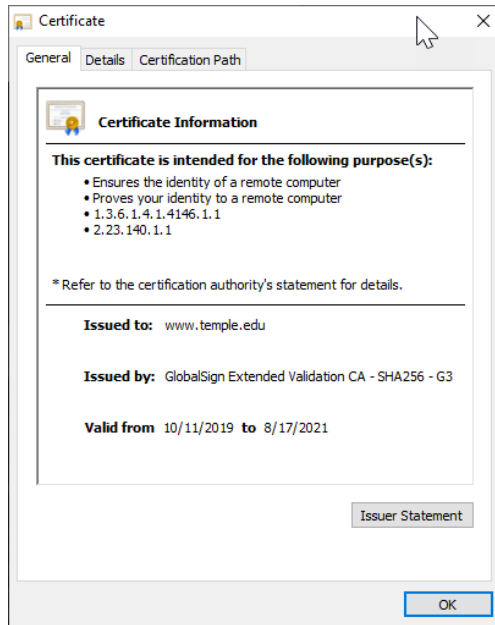 Certificate
General Details Certification Path
Certificate Information
This certificate is intended for the following purpose(s):
• Ensures the identity of a remote computer
• Proves your identity to a remote computer
• 1.3.6.1.4.1.4146.1.1
• 2.23.140.1.1
* Refer to the certification authority's statement for details.
Issued to: www.temple.edu
Issued by: GlobalSign Extended Validation CA - SHA256 - G3
Valid from 10/11/2019 to 8/17/2021
Issuer Statement
OK